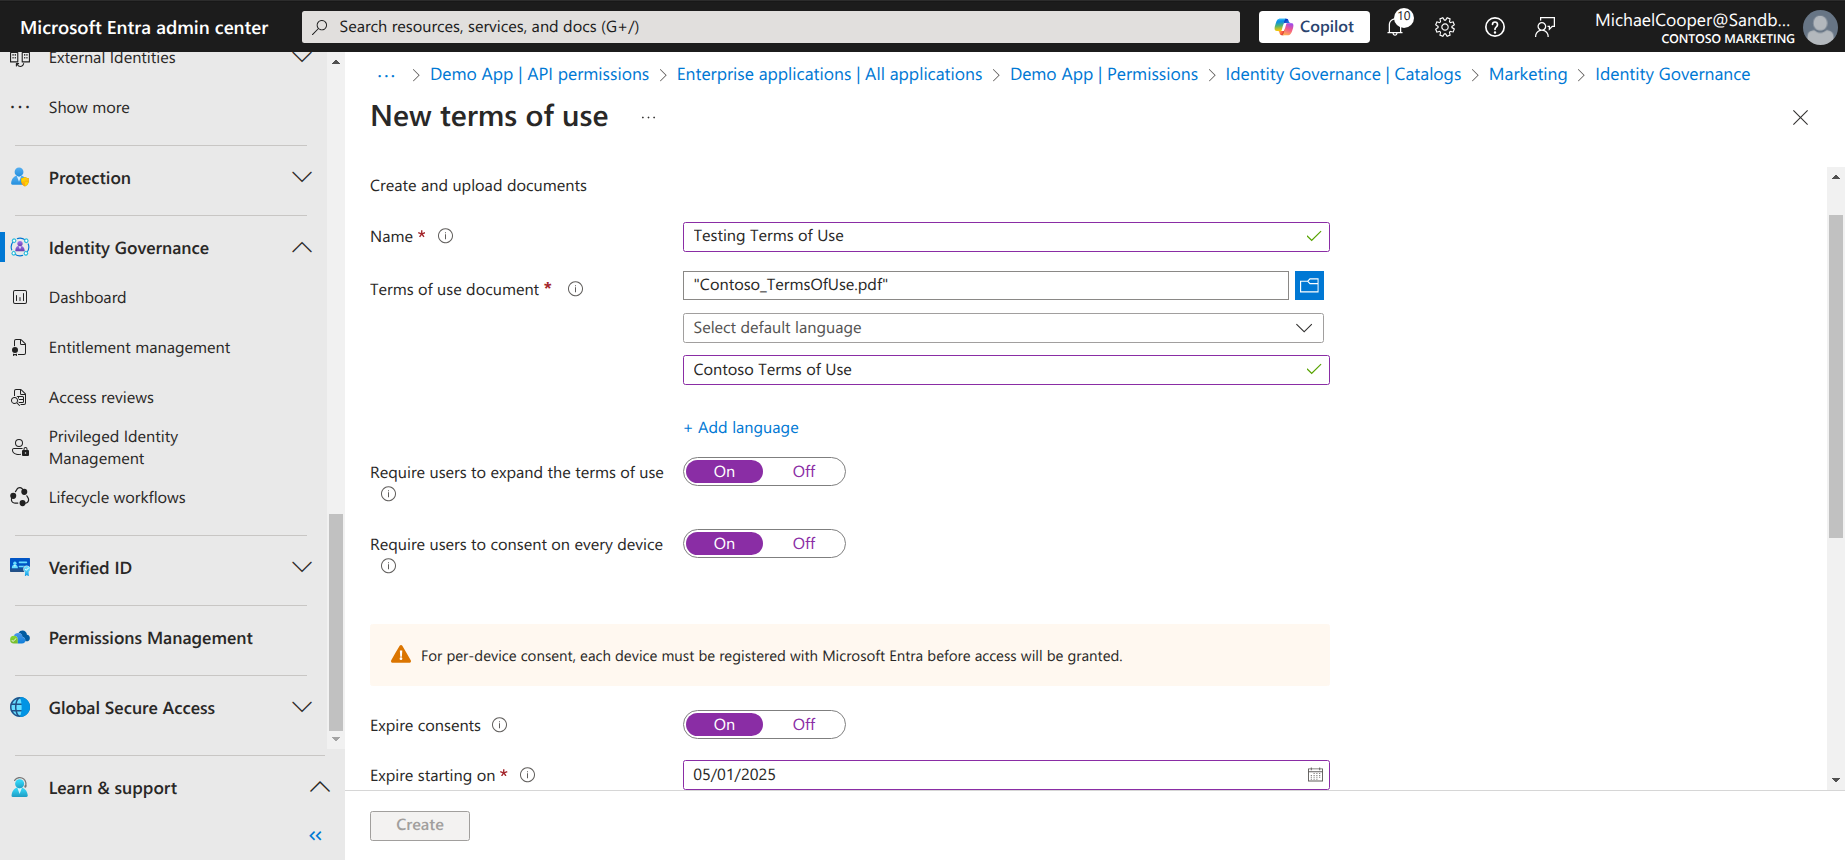 Microsoft Entra admin center
Search resources, services, and docs (G+/)
Copilot
10
MichaelCooper@Sandb...
CONTOSO MARKETING
External Identities
··· Show more
Protection
Identity Governance
Dashboard
Entitlement management
Access reviews
Privileged Identity
Management
Lifecycle workflows
Verified ID
Permissions Management
Global Secure Access
Learn & support
«
··· > Demo App | API permissions > Enterprise applications | All applications > Demo App | Permissions > Identity Governance | Catalogs > Marketing > Identity Governance
New terms of use ···
Create and upload documents
Name *
Testing Terms of Use
Terms of use document *
"Contoso_TermsOfUse.pdf"
Select default language
Contoso Terms of Use
+ Add language
Require users to expand the terms of use
On Off
Require users to consent on every device
On Off
For per-device consent, each device must be registered with Microsoft Entra before access will be granted.
Expire consents
On Off
Expire starting on *
05/01/2025
Create